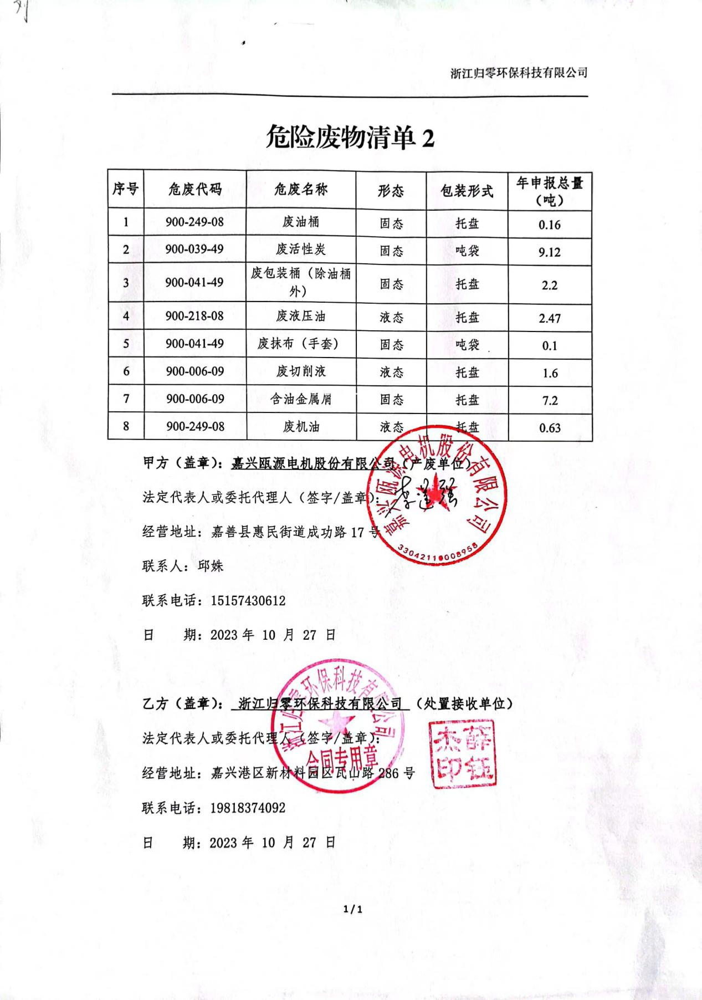 浙江归零环保科技有限公司
危险废物清单 2
序号 危废代码 危废名称 形态 包装形式 年申报总量（吨）
1 900-249-08 废油桶 固态 托盘 0.16
2 900-039-49 废活性炭 固态 吨袋 9.12
3 900-041-49 废包装桶（除油桶外） 固态 托盘 2.2
4 900-218-08 废液压油 液态 托盘 2.47
5 900-041-49 废抹布（手套） 固态 吨袋 0.1
6 900-006-09 废切削液 液态 托盘 1.6
7 900-006-09 含油金属屑 固态 托盘 7.2
8 900-249-08 废机油 液态 托盘 0.63
甲方（盖章）：嘉兴瓯源电机股份有限公司（产废单位）
法定代表人或委托代理人（签字/盖章）：
嘉兴瓯源电机股份有限公司
经营地址：嘉善县惠民街道成功路 17 号
33042110008958
联系人：邱姝
联系电话：15157430612
日 期：2023 年 10 月 27 日
乙方（盖章）：浙江归零环保科技有限公司（处置接收单位）
浙江归零环保科技有限公司
合同专用章
法定代表人或委托代理人（签字/盖章）：
薛钰杰印
经营地址：嘉兴港区新材料园区瓦山路 286 号
联系电话：19818374092
日 期：2023 年 10 月 27 日
1 / 1